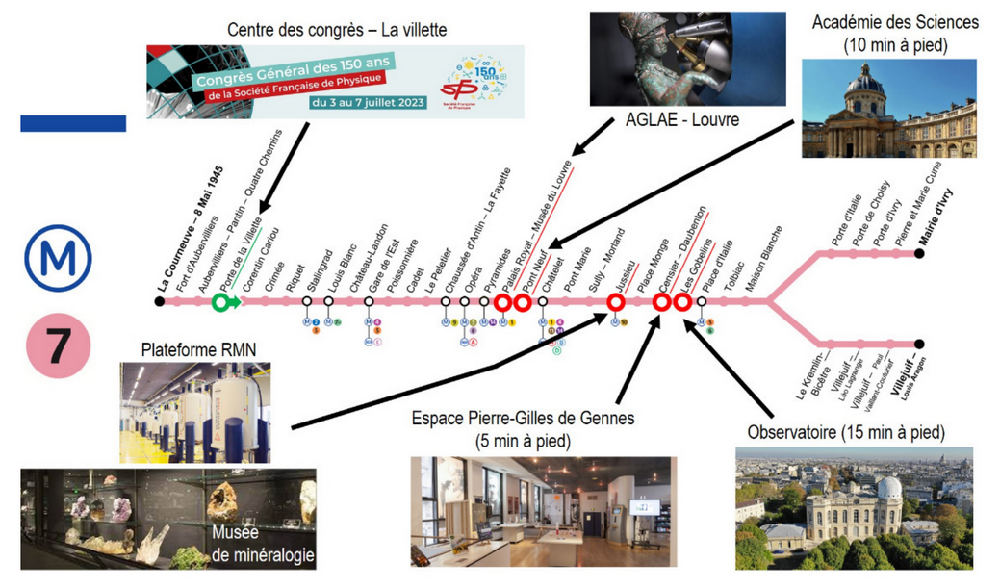 Centre des congrès – La villette
Congrès Général des 150 ans
de la Société Française de Physique
du 3 au 7 juillet 2023
150
ans
sfp
Société Française
de Physique
AGLAE - Louvre
Académie des Sciences
(10 min à pied)
M
7
La Courneuve – 8 Mai 1945
Fort d'Aubervilliers
Aubervilliers – Pantin – Quatre Chemins
Porte de la Villette
Corentin Cariou
Crimée
Riquet
Stalingrad
Louis Blanc
Château-Landon
Gare de l'Est
Poissonnière
Cadet
Le Peletier
Chaussée d'Antin – La Fayette
Opéra
Pyramides
Palais Royal – Musée du Louvre
Pont Neuf
Châtelet
Pont Marie
Sully – Morland
Jussieu
Place Monge
Censier – Daubenton
Les Gobelins
Place d'Italie
Tolbiac
Maison Blanche
Porte d'Italie
Porte de Choisy
Porte d'Ivry
Pierre et Marie Curie
Mairie d'Ivry
Le Kremlin-
Bicêtre
Villejuif –
Léo Lagrange
Villejuif – Paul
Vaillant-Couturier
Villejuif –
Louis Aragon
Plateforme RMN
Musée
de minéralogie
Espace Pierre-Gilles de Gennes
(5 min à pied)
Observatoire (15 min à pied)